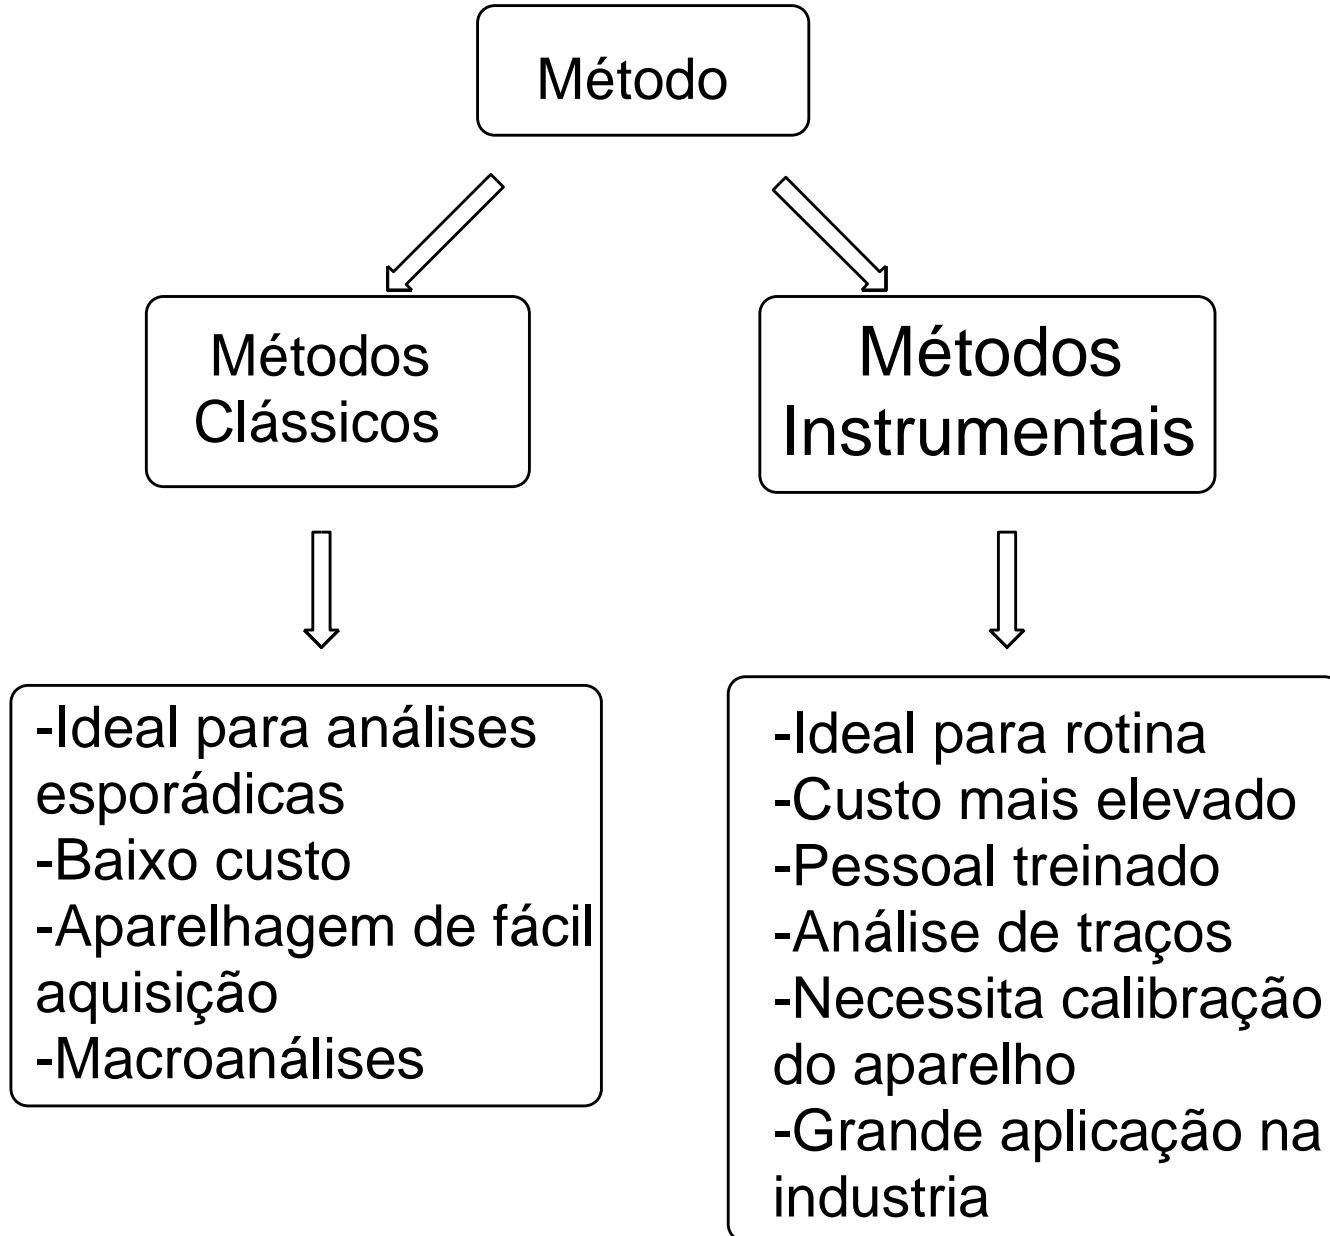 Método
Métodos
Clássicos
Métodos
Instrumentais
-Ideal para análises
esporádicas
-Baixo custo
-Aparelhagem de fácil
aquisição
-Macroanálises
-Ideal para rotina
-Custo mais elevado
-Pessoal treinado
-Análise de traços
-Necessita calibração
do aparelho
-Grande aplicação na
industria